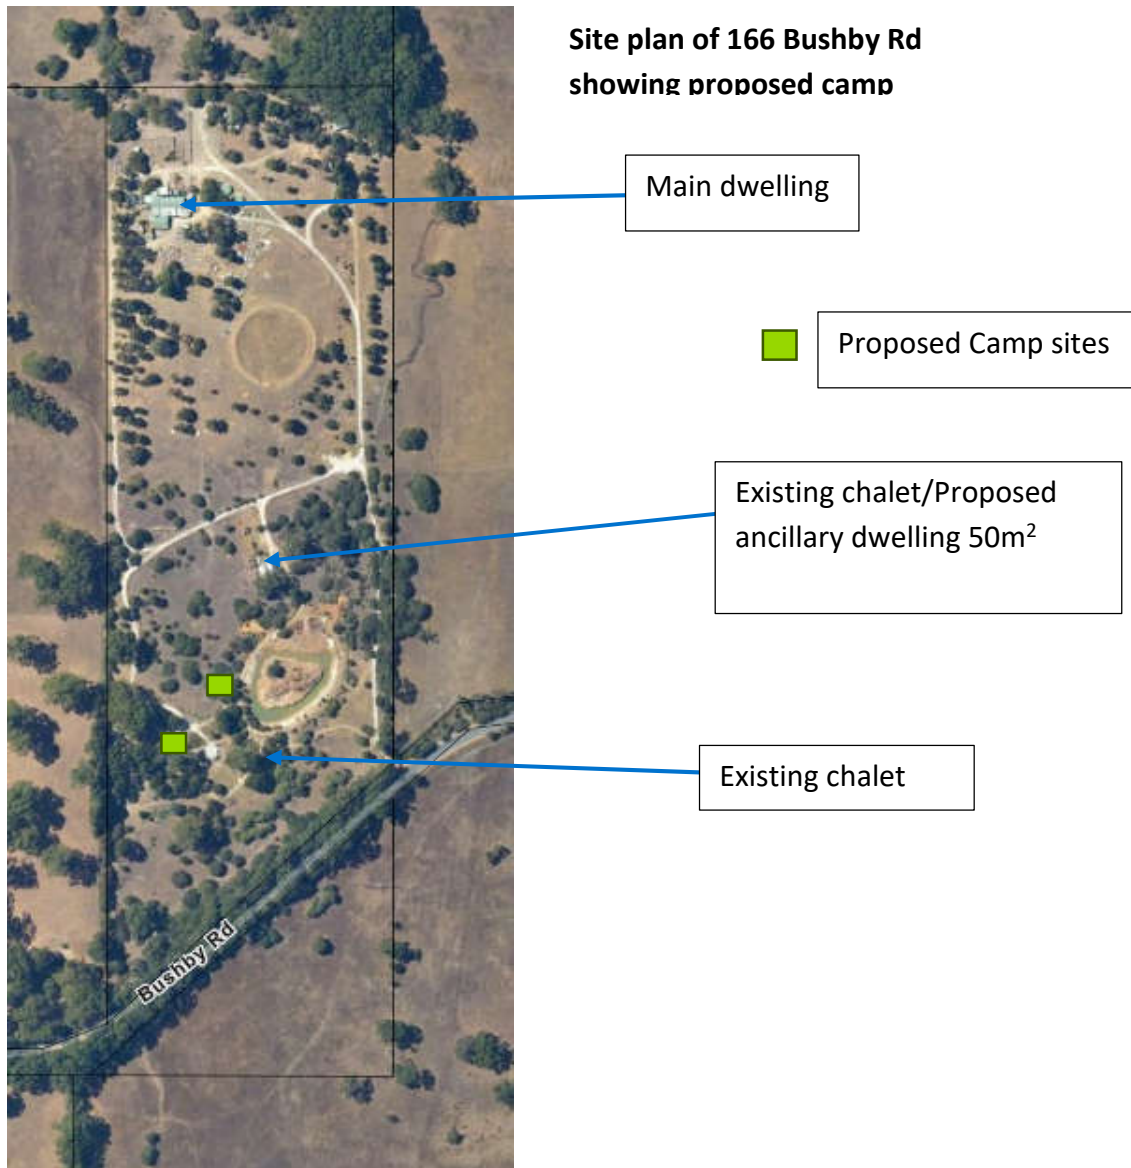 Site plan of 166 Bushby Rd
showing proposed camp
Main dwelling
Proposed Camp sites
Existing chalet/Proposed
ancillary dwelling 50m²
Existing chalet
Bushby Rd